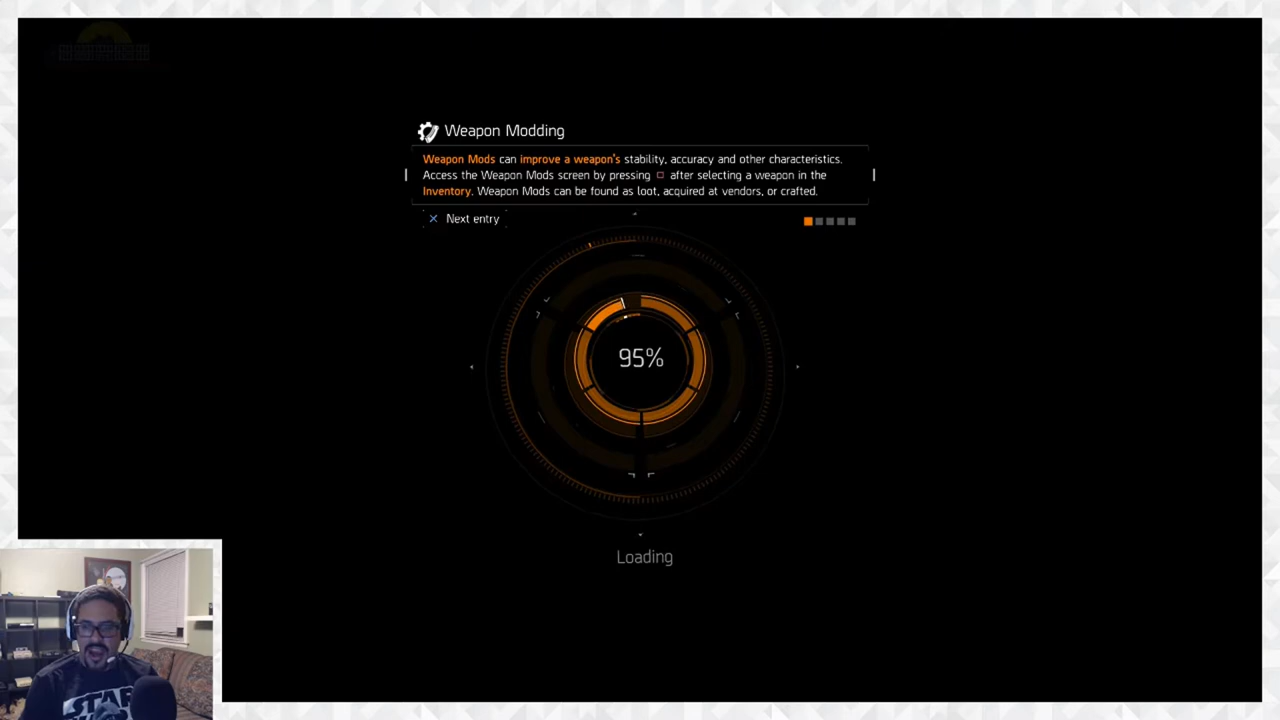 Weapon Modding
Weapon Mods can improve a weapon's stability, accuracy and other characteristics.
Access the Weapon Mods screen by pressing □ after selecting a weapon in the
Inventory. Weapon Mods can be found as loot, acquired at vendors, or crafted.
Next entry
95%
Loading
STAR